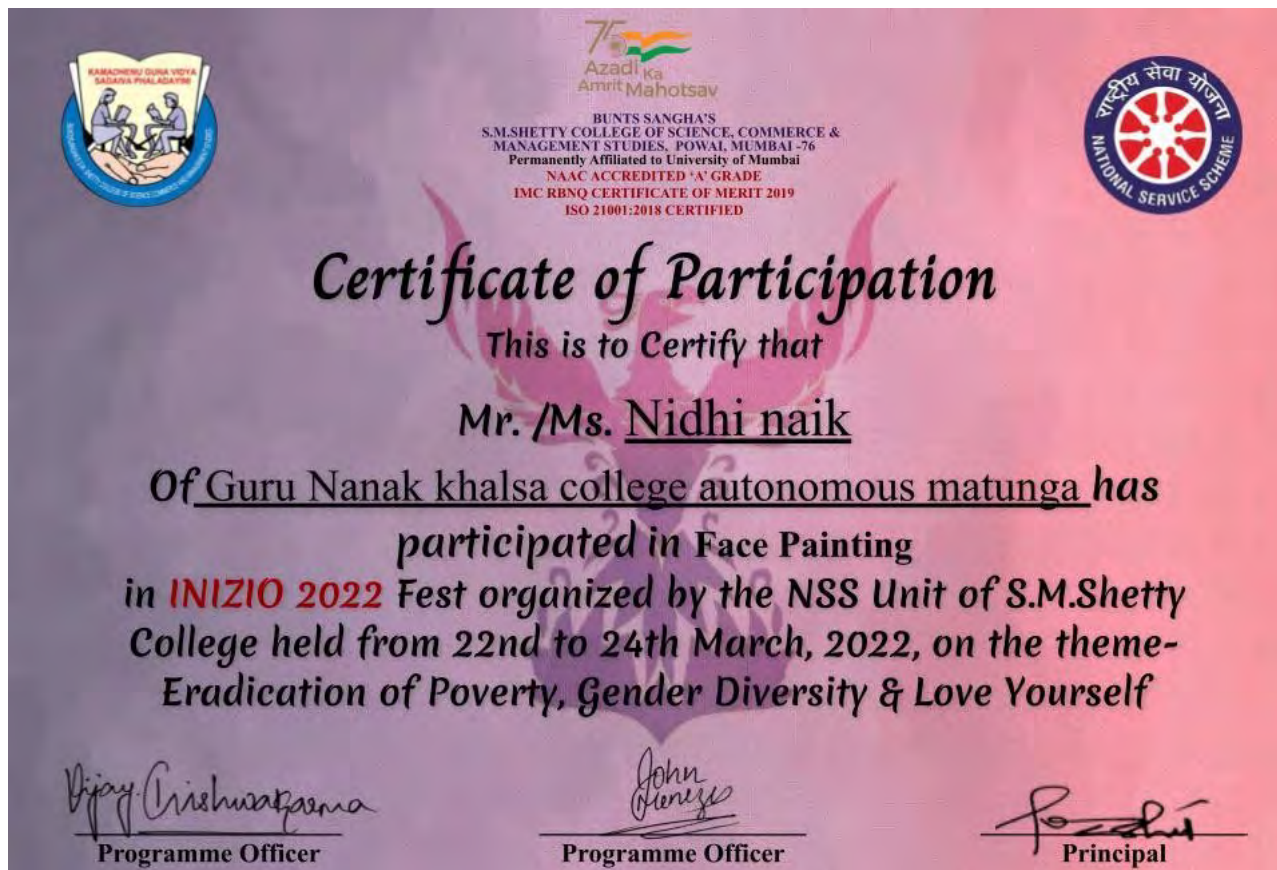 KAMADHENU GUNA VIDYA
SADAIVA PHALADAYINI
75
Azadi Ka
Amrit Mahotsav
BUNTS SANGHA'S
S.M.SHETTY COLLEGE OF SCIENCE, COMMERCE &
MANAGEMENT STUDIES, POWAI, MUMBAI -76
Permanently Affiliated to University of Mumbai
NAAC ACCREDITED 'A' GRADE
IMC RBNQ CERTIFICATE OF MERIT 2019
ISO 21001:2018 CERTIFIED
राष्ट्रीय सेवा योजना
NATIONAL SERVICE SCHEME
Certificate of Participation
This is to Certify that
Mr. /Ms. Nidhi naik
Of Guru Nanak khalsa college autonomous matunga has
participated in Face Painting
in INIZIO 2022 Fest organized by the NSS Unit of S.M.Shetty
College held from 22nd to 24th March, 2022, on the theme-
Eradication of Poverty, Gender Diversity & Love Yourself
Vijay. Vishwakarma
John Menezes
Programme Officer
Programme Officer
Principal